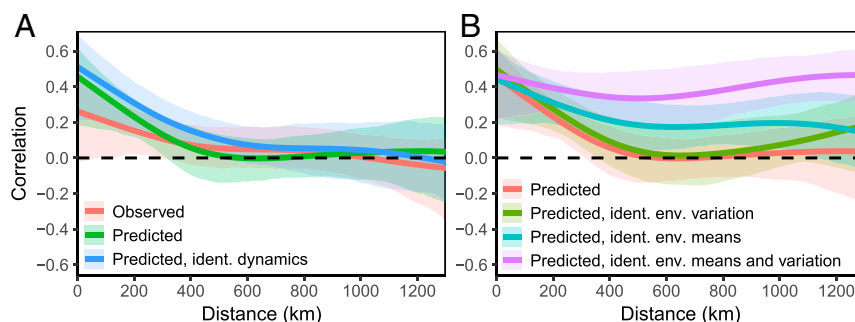 A
B
Correlation
0.6
0.4
0.2
0.0
−0.2
−0.4
−0.6
Observed
Predicted
Predicted, ident. dynamics
0 200 400 600 800 1000 1200
Distance (km)
0.6
0.4
0.2
0.0
−0.2
−0.4
−0.6
Predicted
Predicted, ident. env. variation
Predicted, ident. env. means
Predicted, ident. env. means and variation
0 200 400 600 800 1000 1200
Distance (km)